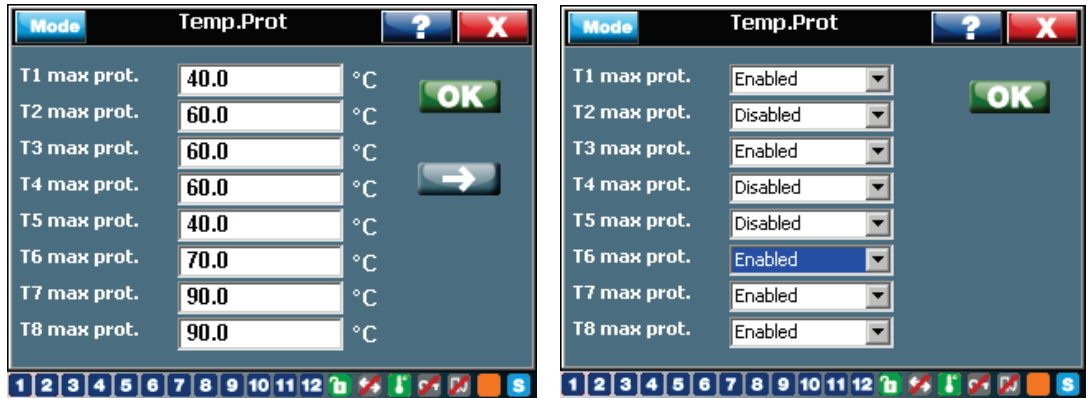 Mode Temp.Prot ? X
T1 max prot. 40.0 °C
OK
T2 max prot. 60.0 °C
T3 max prot. 60.0 °C
T4 max prot. 60.0 °C
T5 max prot. 40.0 °C
T6 max prot. 70.0 °C
T7 max prot. 90.0 °C
T8 max prot. 90.0 °C
1 2 3 4 5 6 7 8 9 10 11 12 S
Mode Temp.Prot ? X
T1 max prot. Enabled
OK
T2 max prot. Disabled
T3 max prot. Enabled
T4 max prot. Disabled
T5 max prot. Disabled
T6 max prot. Enabled
T7 max prot. Enabled
T8 max prot. Enabled
1 2 3 4 5 6 7 8 9 10 11 12 S